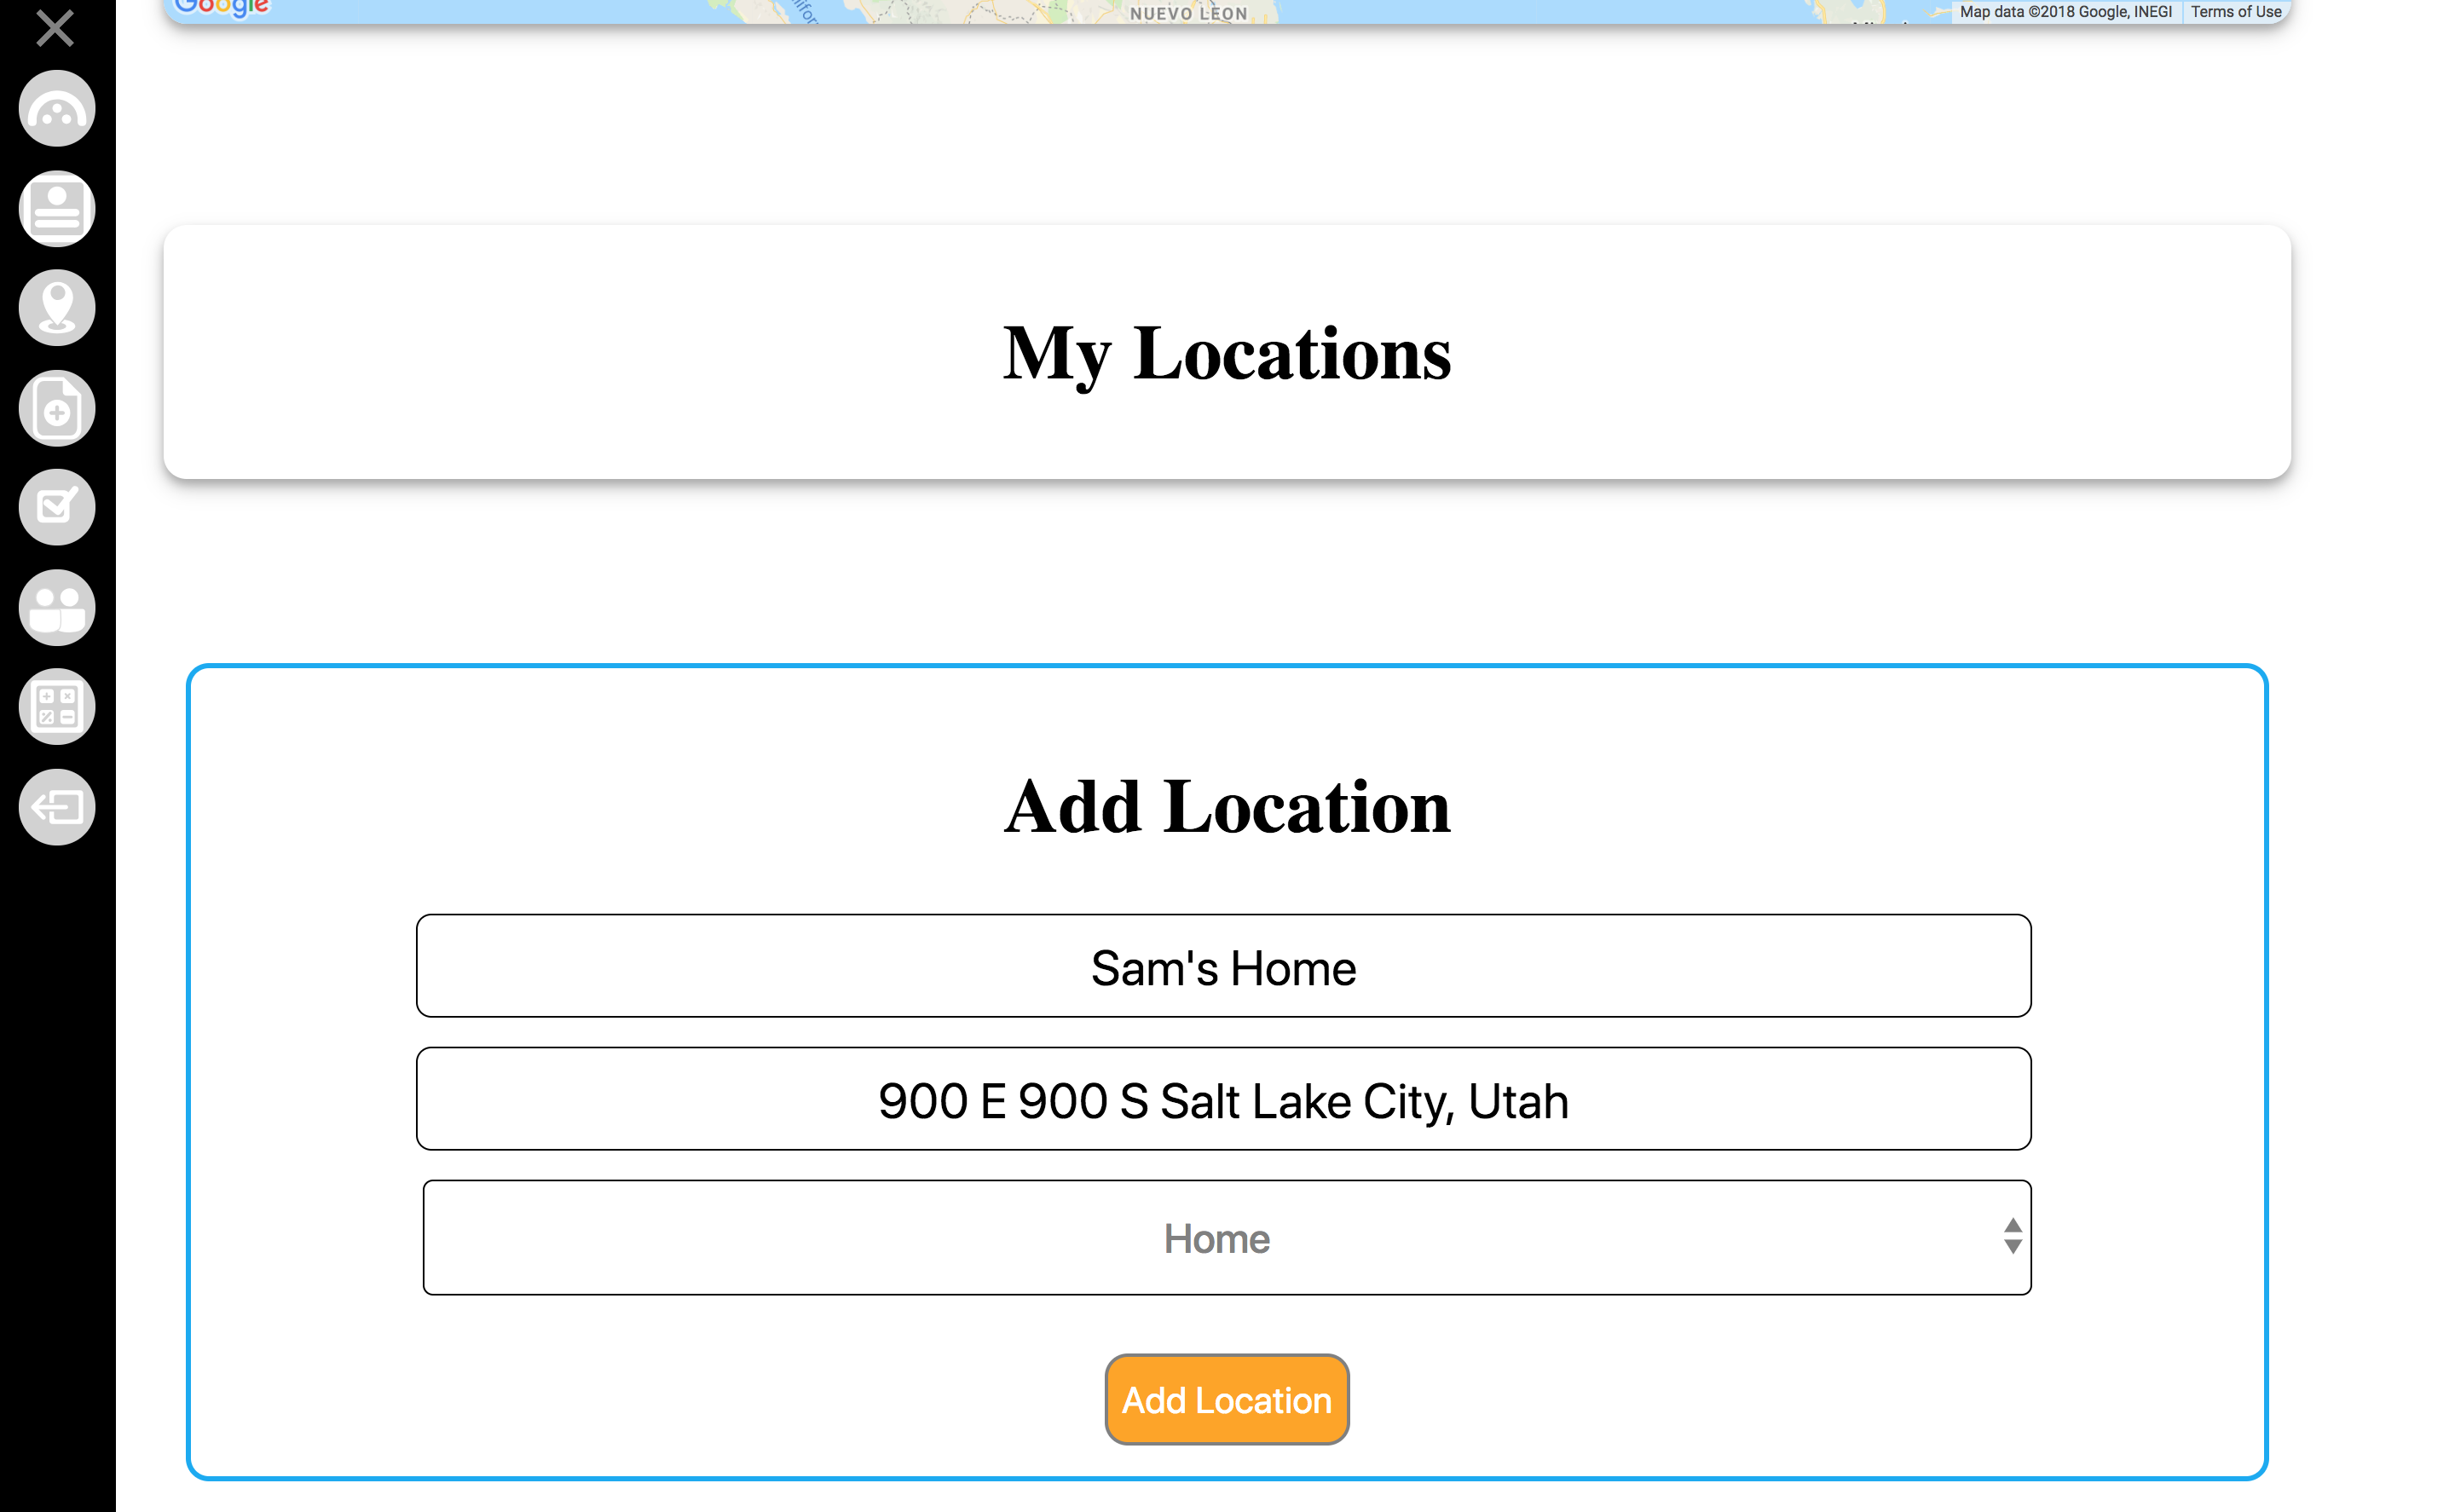 Google
NUEVO LEON
Map data ©2018 Google, INEGI
Terms of Use
My Locations
Add Location
Sam's Home
900 E 900 S Salt Lake City, Utah
Home
Add Location